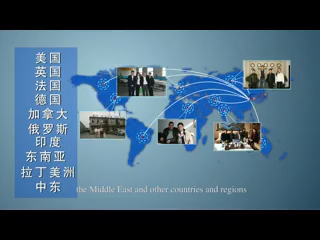 美国
英国
法国
德国
加拿大
俄罗斯
印度
东南亚
拉丁美洲
中东
the Middle East and other countries and regions